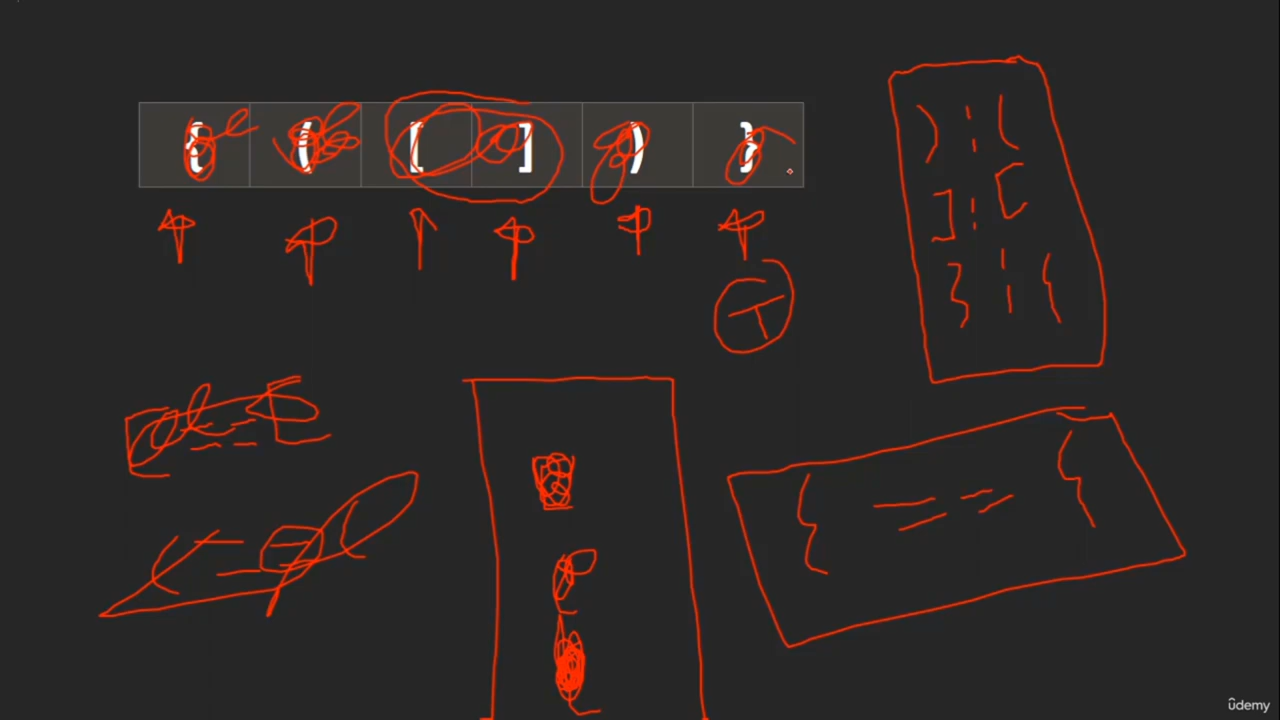 { ( [ ] ) }
) : (
] : [
} : {
T
[ == [
( = (
{ == {
ûdemy